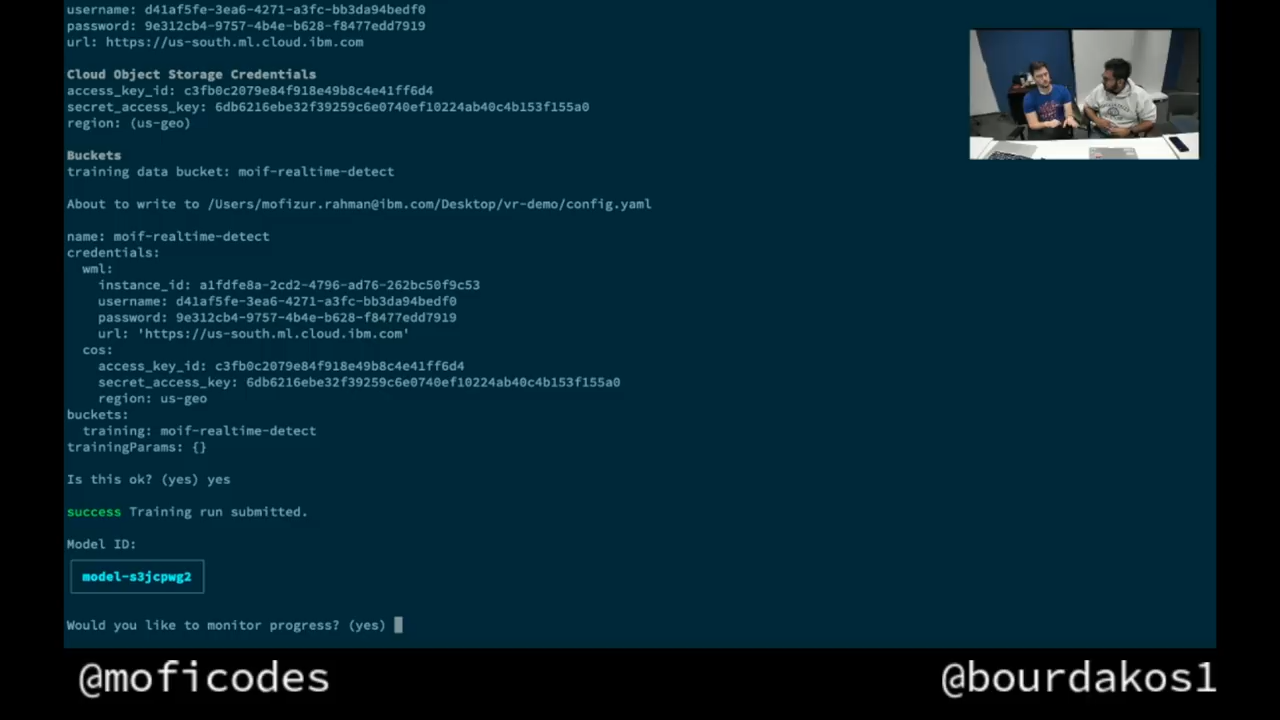 username: d41af5fe-3ea6-4271-a3fc-bb3da94bedf0
password: 9e312cb4-9757-4b4e-b628-f8477edd7919
url: https://us-south.ml.cloud.ibm.com
Cloud Object Storage Credentials
access_key_id: c3fb0c2079e84f918e49b8c4e41ff6d4
secret_access_key: 6db6216ebe32f39259c6e0740ef10224ab40c4b153f155a0
region: (us-geo)
Buckets
training data bucket: moif-realtime-detect
About to write to /Users/mofizur.rahman@ibm.com/Desktop/vr-demo/config.yaml
name: moif-realtime-detect
credentials:
wml:
instance_id: a1fdfe8a-2cd2-4796-ad76-262bc50f9c53
username: d41af5fe-3ea6-4271-a3fc-bb3da94bedf0
password: 9e312cb4-9757-4b4e-b628-f8477edd7919
url: 'https://us-south.ml.cloud.ibm.com'
cos:
access_key_id: c3fb0c2079e84f918e49b8c4e41ff6d4
secret_access_key: 6db6216ebe32f39259c6e0740ef10224ab40c4b153f155a0
region: us-geo
buckets:
training: moif-realtime-detect
trainingParams: {}
Is this ok? (yes) yes
success Training run submitted.
Model ID:
model-s3jcpwg2
Would you like to monitor progress? (yes)
@moficodes
@bourdakos1